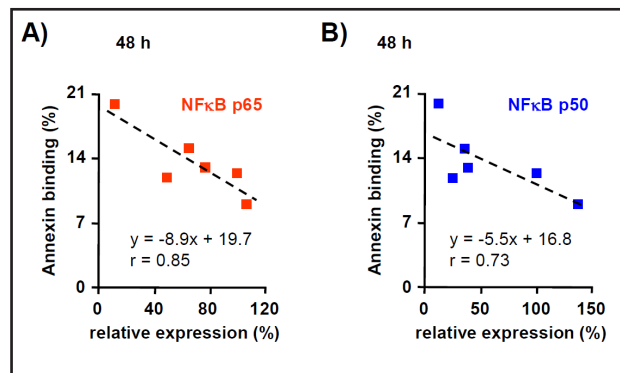 A)
48 h
NFκB p65
Annexin binding (%)
21
14
7
0
y = -8.9x + 19.7
r = 0.85
0 40 80 120
relative expression (%)
B)
48 h
NFκB p50
Annexin binding (%)
21
14
7
0
y = -5.5x + 16.8
r = 0.73
0 50 100 150
relative expression (%)